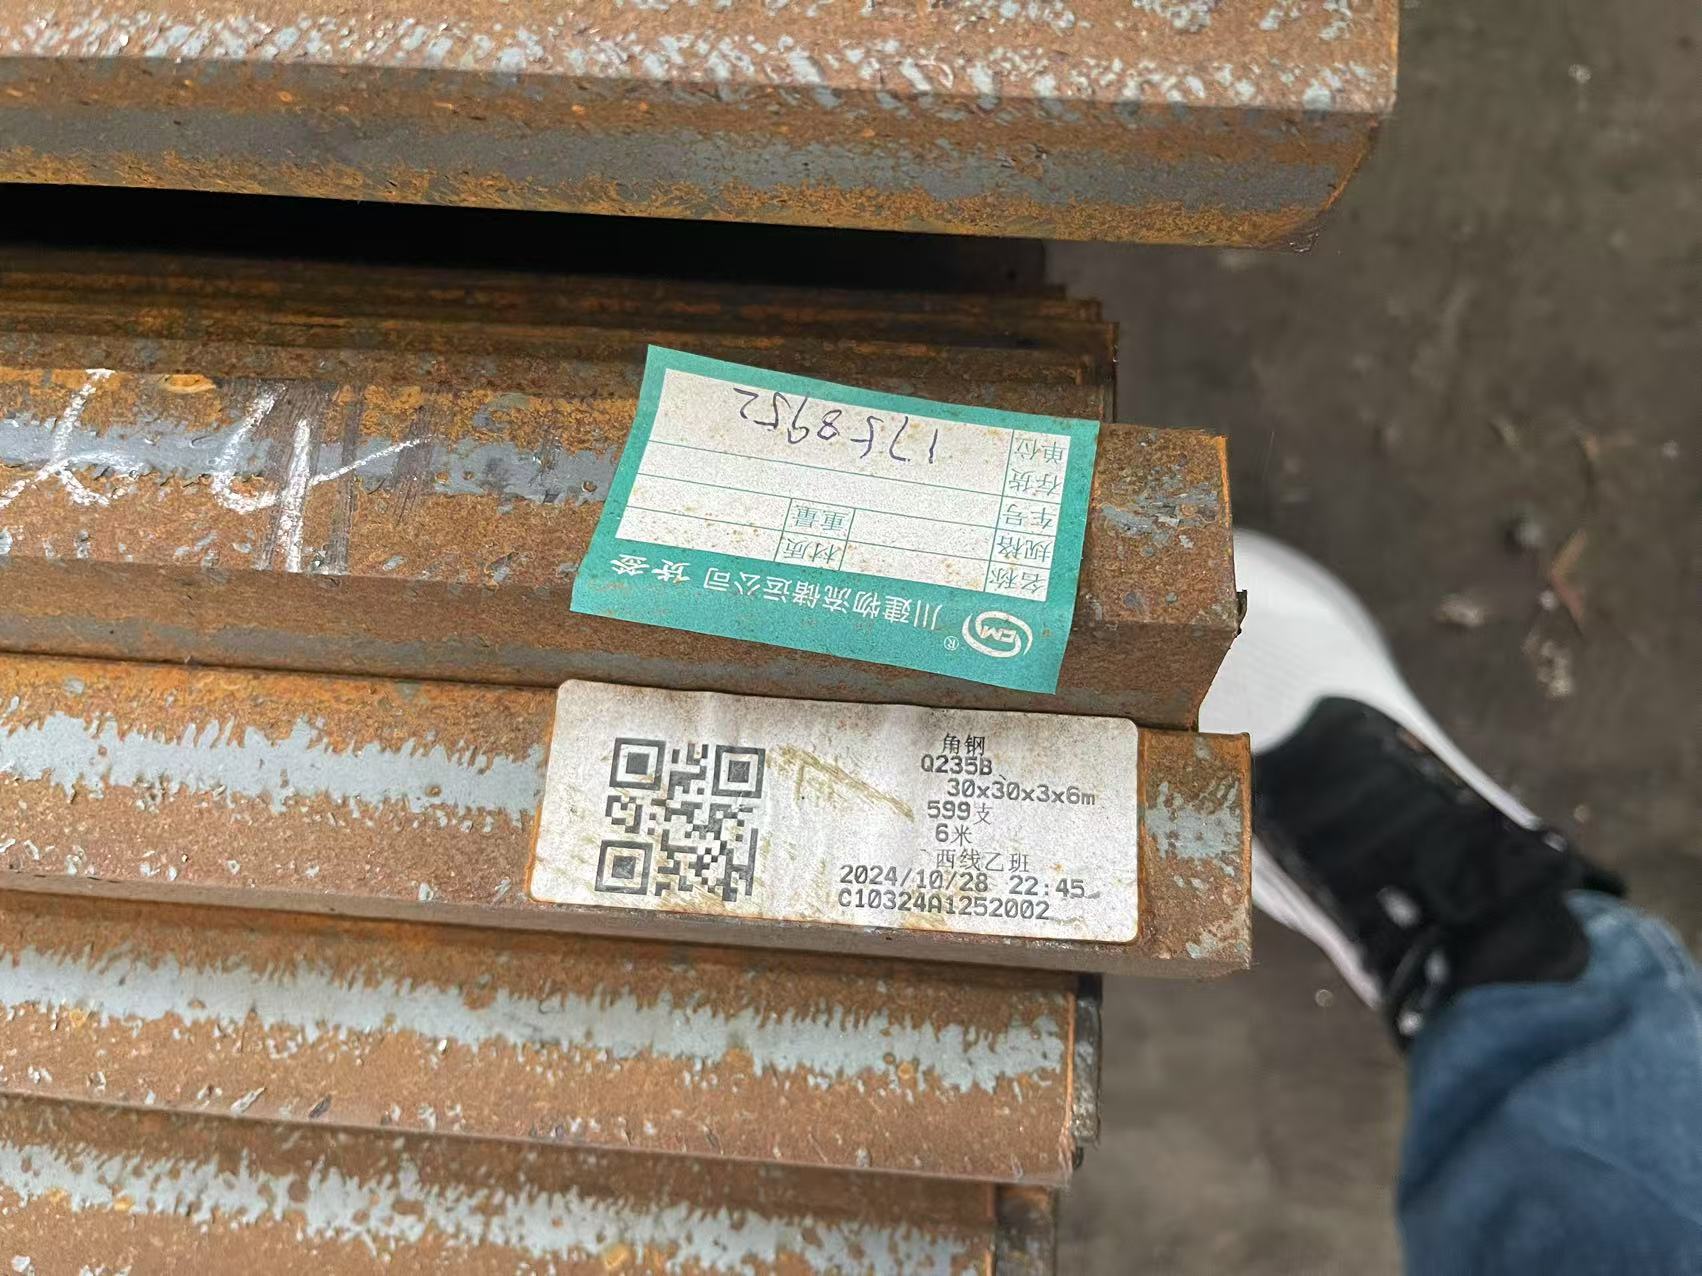 CM®
川建物流储运公司 货签
名称 材质
规格 重量
车号
存货
单位 1758952
角钢
Q235B
30x30x3x6m
599支
6米
西线乙班
2024/10/28 22:45
C10324A1252002